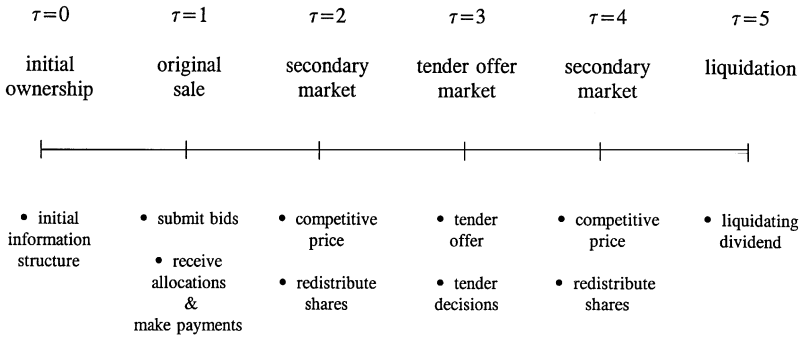 τ=0
τ=1
τ=2
τ=3
τ=4
τ=5
initial
ownership
original
sale
secondary
market
tender offer
market
secondary
market
liquidation
• initial
information
structure
• submit bids
• receive
allocations
&
make payments
• competitive
price
• redistribute
shares
• tender
offer
• tender
decisions
• competitive
price
• redistribute
shares
• liquidating
dividend